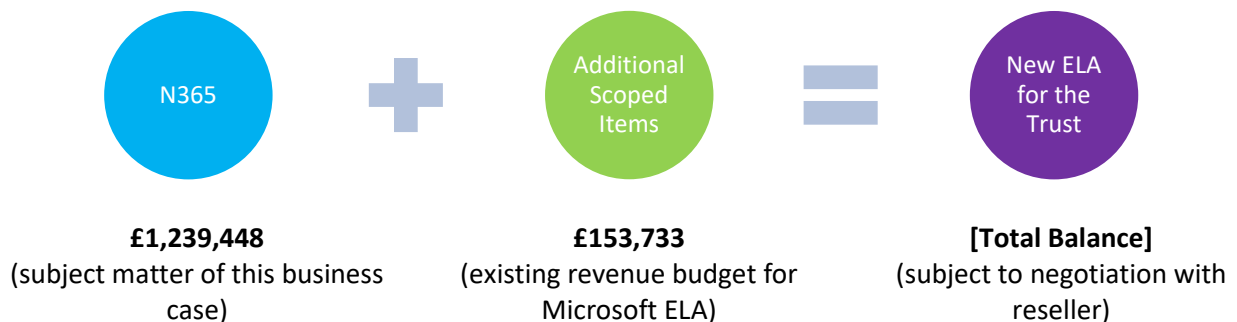 N365
Additional
Scoped
Items
New ELA
for the
Trust
£1,239,448
(subject matter of this business
case)
£153,733
(existing revenue budget for
Microsoft ELA)
[Total Balance]
(subject to negotiation with
reseller)